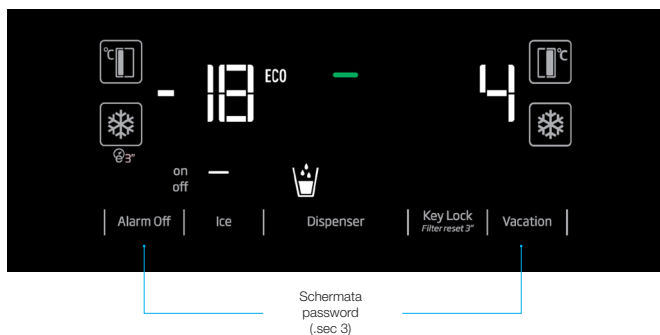 °C
°C
- 18 ECO
4
3"
on
off
Alarm Off
Ice
Dispenser
Key Lock
Filter reset 3"
Vacation
Schermata
password
(.sec 3)